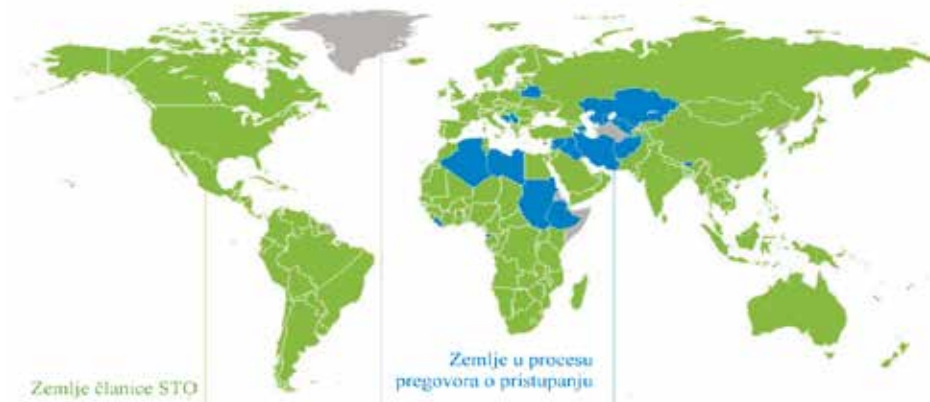 Zemlje članice STO
Zemlje u procesu
pregovora o pristupanju